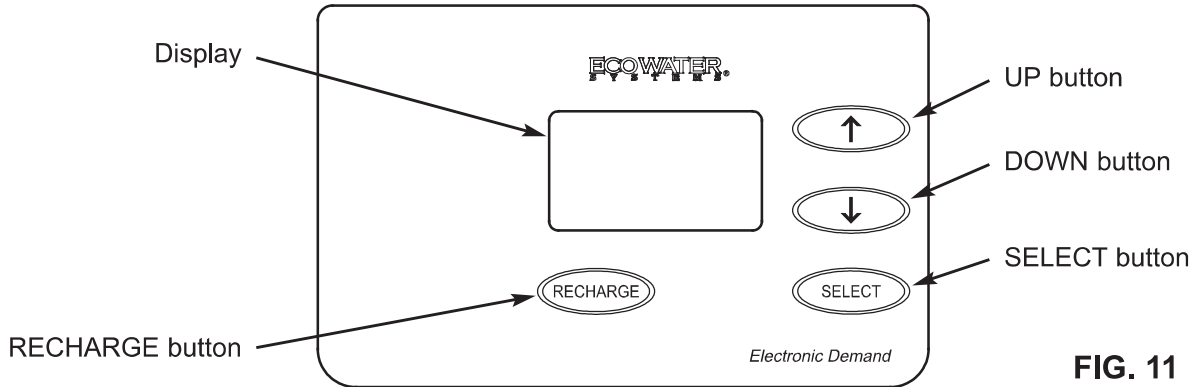 Display
ECOWATER
SYSTEMS®
UP button
↑
DOWN button
↓
SELECT button
RECHARGE
SELECT
RECHARGE button
Electronic Demand
FIG. 11